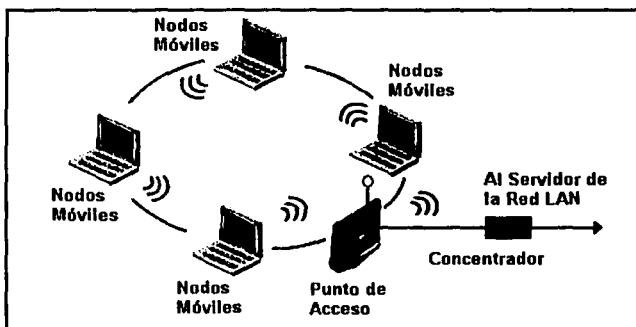 Nodos
Móviles
Nodos
Móviles
Nodos
Móviles
Al Servidor de
la Red LAN
Nodos
Móviles
Punto de
Acceso
Concentrador